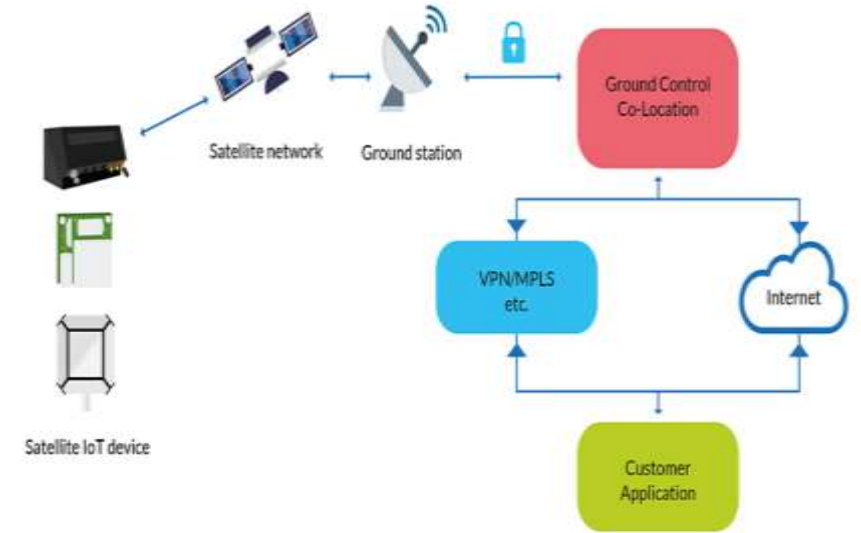 Ground Control
Co-Location
Satellite network
Ground station
VPN/MPLS
etc.
Internet
Satellite IoT device
Customer
Application